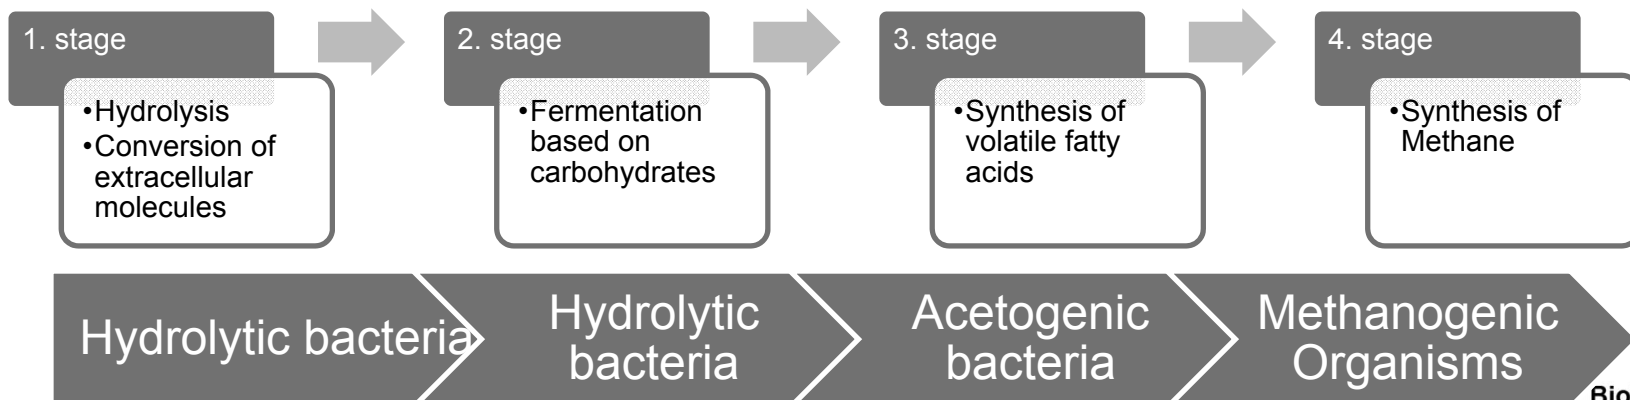 1. stage
•Hydrolysis
•Conversion of
extracellular
molecules
2. stage
•Fermentation
based on
carbohydrates
3. stage
•Synthesis of
volatile fatty
acids
4. stage
•Synthesis of
Methane
Hydrolytic bacteria
Hydrolytic
bacteria
Acetogenic
bacteria
Methanogenic
Organisms